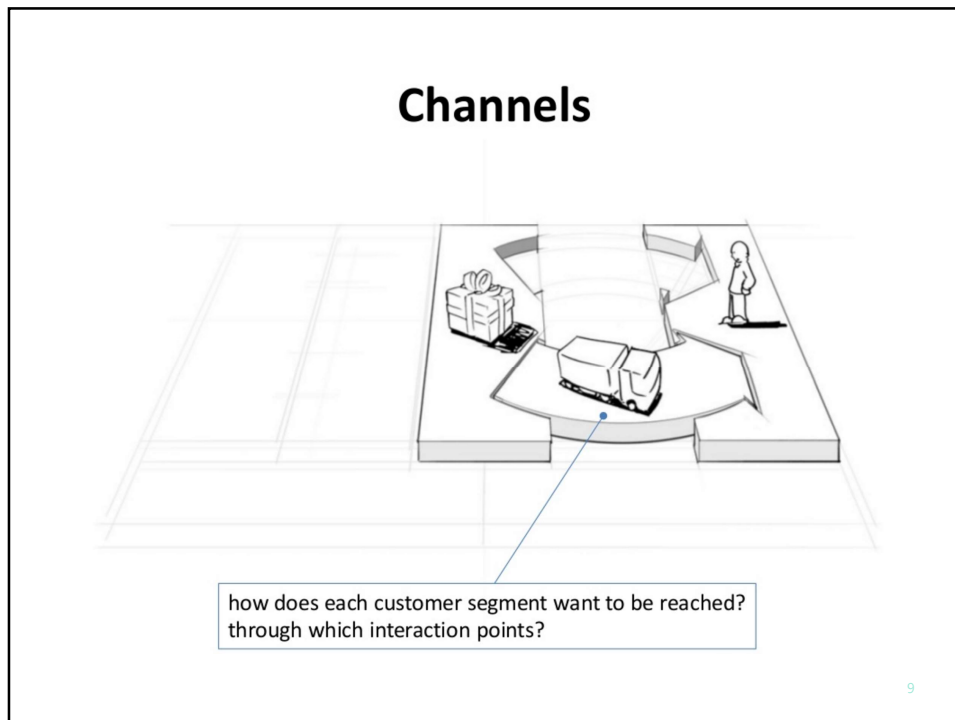 Channels
how does each customer segment want to be reached?
through which interaction points?
9